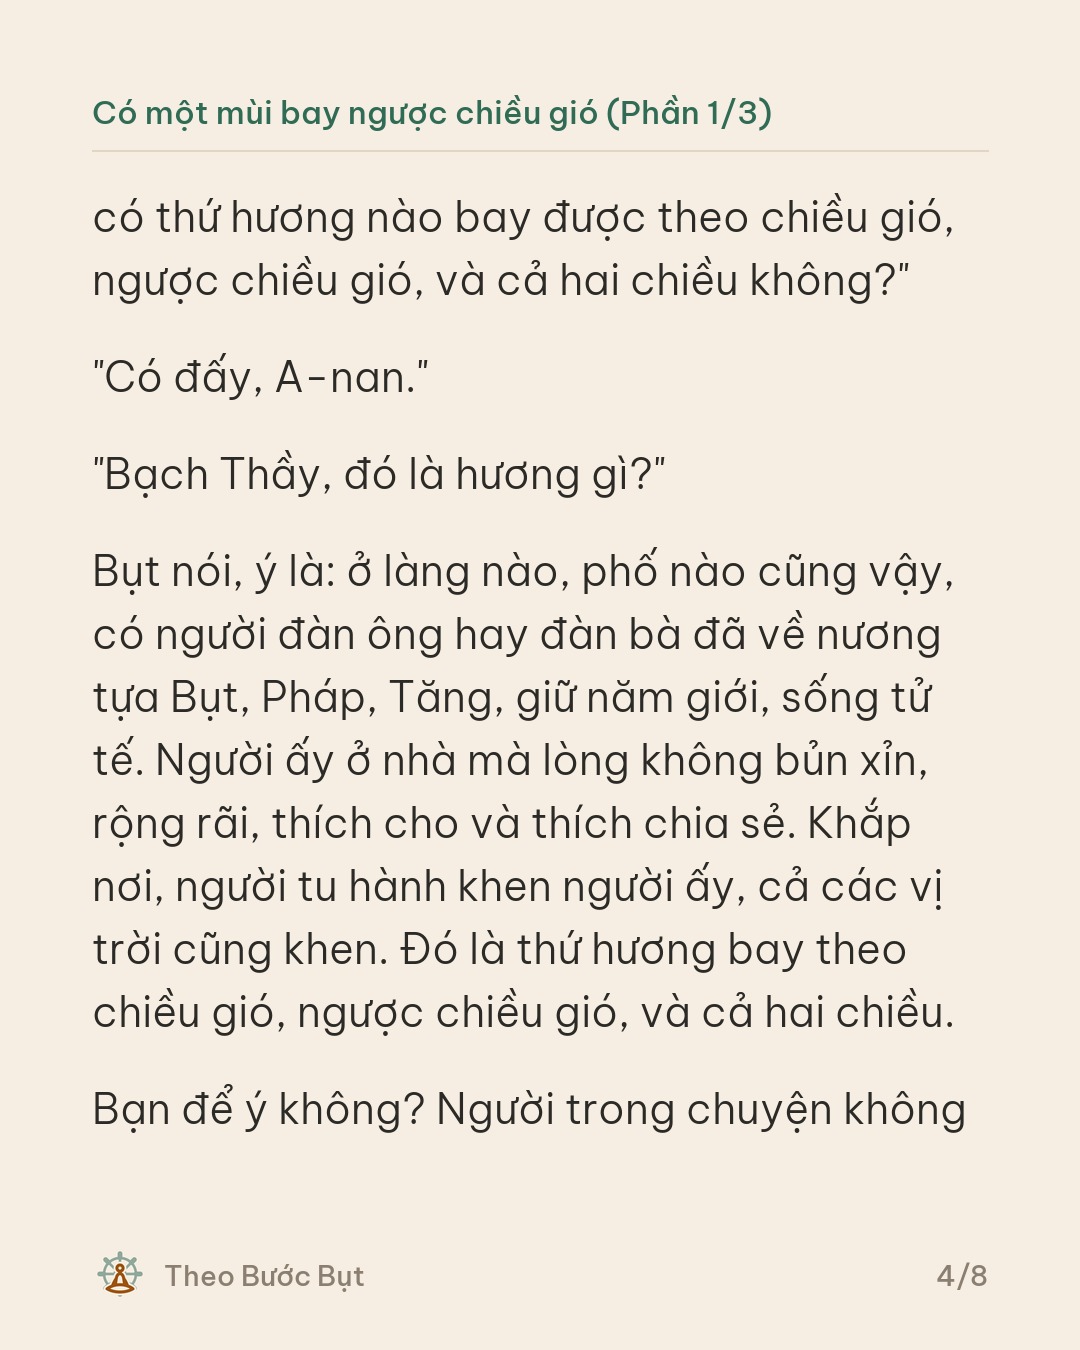 Có một mùi bay ngược chiều gió (Phần 1/3)
có thứ hương nào bay được theo chiều gió,
ngược chiều gió, và cả hai chiều không?"
"Có đấy, A-nan."
"Bạch Thầy, đó là hương gì?"
Bụt nói, ý là: ở làng nào, phố nào cũng vậy,
có người đàn ông hay đàn bà đã về nương
tựa Bụt, Pháp, Tăng, giữ năm giới, sống tử
tế. Người ấy ở nhà mà lòng không bủn xỉn,
rộng rãi, thích cho và thích chia sẻ. Khắp
nơi, người tu hành khen người ấy, cả các vị
trời cũng khen. Đó là thứ hương bay theo
chiều gió, ngược chiều gió, và cả hai chiều.
Bạn để ý không? Người trong chuyện không
Theo Bước Bụt
4/8